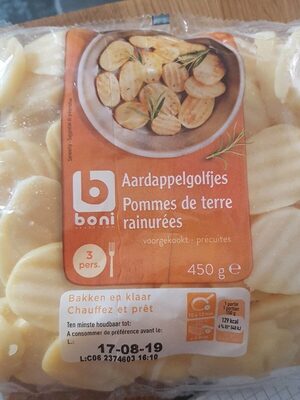 boni
Aardappelgolfjes
Pommes de terre
rainurées
voorgekookt - précuites
3
pers.
450 g e
Bakken en klaar
Chauffez et prêt
Ten minste houdbaar tot:
A consommer de préférence avant le:
L.:
17-08-19
L:C06 2374603 16:10